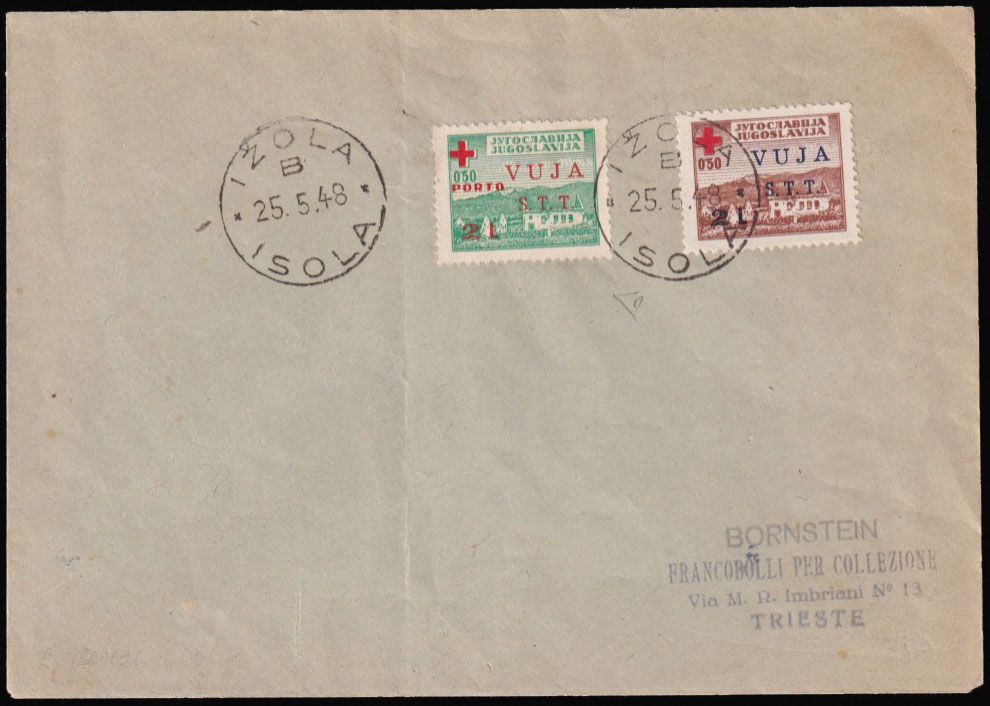 IZOLA
B
* 25.5.48 *
ISOLA
ЈУГОСЛАВИЈА
JUGOSLAVIJA
0'50
VUJA
PORTO
S.T.T.
2 L
IZOLA
B
* 25.5.48 *
ISOLA
ЈУГОСЛАВИЈА
JUGOSLAVIJA
0'50
VUJA
S.T.T.
2 L
BORNSTEIN
FRANCOBOLLI PER COLLEZIONE
Via M. R. Imbriani N° 13
TRIESTE